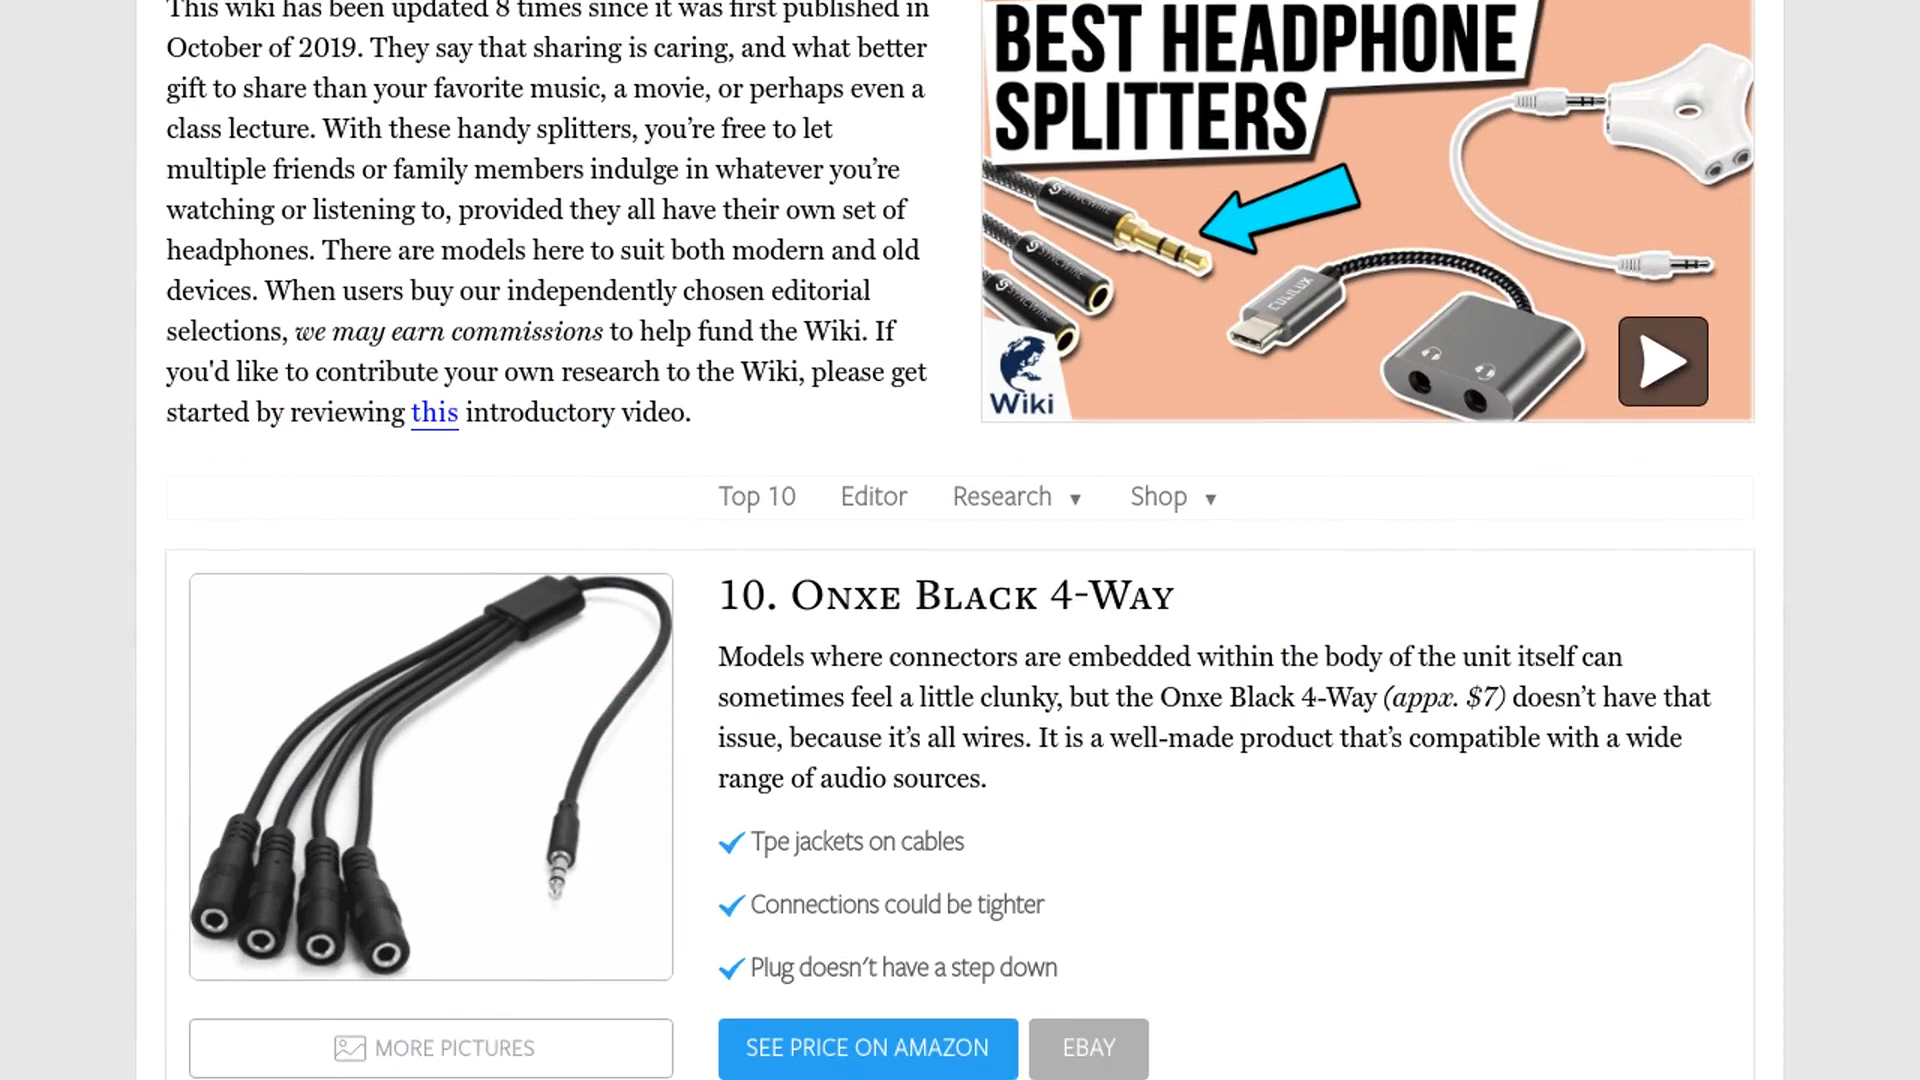 This wiki has been updated 8 times since it was first published in
October of 2019. They say that sharing is caring, and what better
gift to share than your favorite music, a movie, or perhaps even a
class lecture. With these handy splitters, you’re free to let
multiple friends or family members indulge in whatever you’re
watching or listening to, provided they all have their own set of
headphones. There are models here to suit both modern and old
devices. When users buy our independently chosen editorial
selections, we may earn commissions to help fund the Wiki. If
you'd like to contribute your own research to the Wiki, please get
started by reviewing this introductory video.
BEST HEADPHONE
SPLITTERS
SYNCWIRE
SYNCWIRE
SYNCWIRE
Wiki
Top 10 Editor Research ▼ Shop ▼
10. Onxe Black 4-Way
Models where connectors are embedded within the body of the unit itself can
sometimes feel a little clunky, but the Onxe Black 4-Way (appx. $7) doesn’t have that
issue, because it’s all wires. It is a well-made product that’s compatible with a wide
range of audio sources.
Tpe jackets on cables
Connections could be tighter
Plug doesn’t have a step down
MORE PICTURES
SEE PRICE ON AMAZON
EBAY